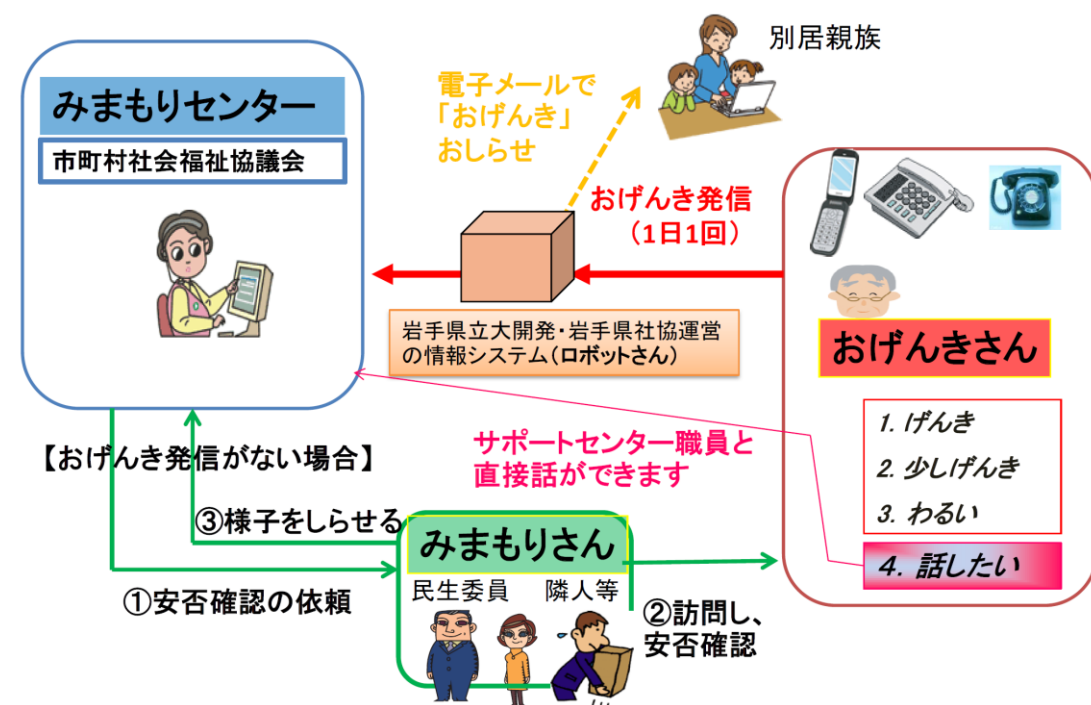 別居親族
みまもりセンター
市町村社会福祉協議会
電子メールで
「おげんき」
おしらせ
おげんき発信
（1日1回）
岩手県立大開発・岩手県社協運営
の情報システム(ロボットさん)
おげんきさん
1. げんき
2. 少しげんき
3. わるい
4. 話したい
サポートセンター職員と
直接話ができます
【おげんき発信がない場合】
③様子をしらせる
みまもりさん
民生委員 隣人等
①安否確認の依頼
②訪問し、
安否確認